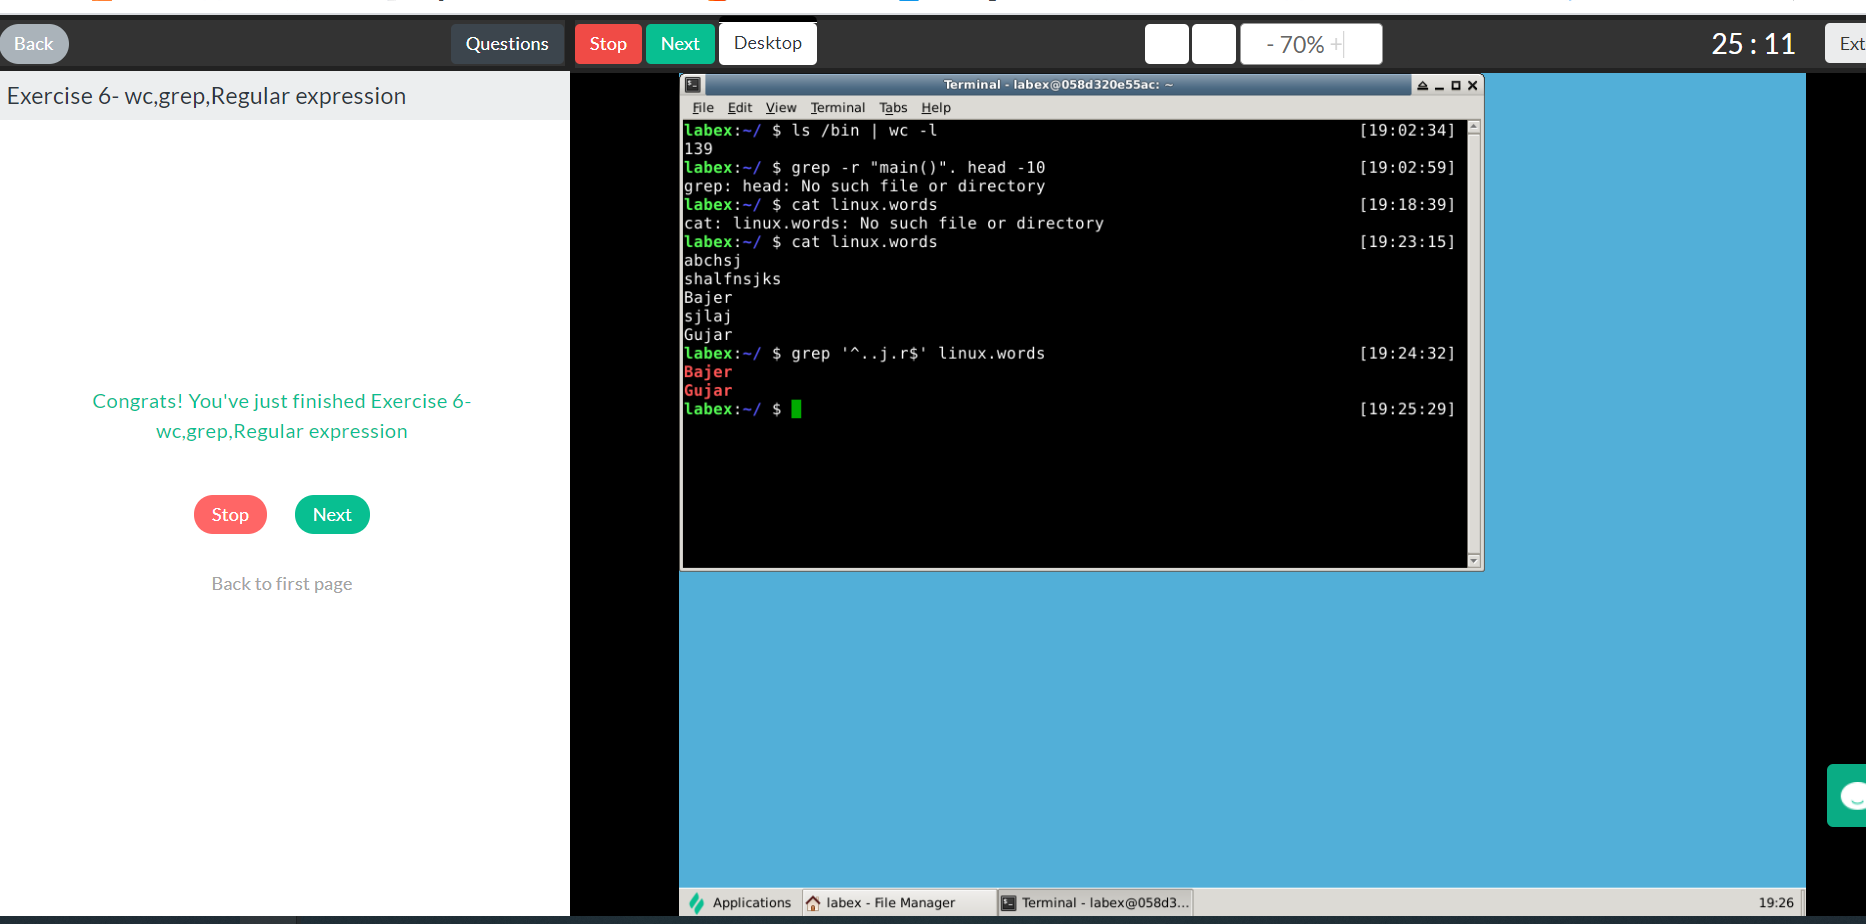 Back
Questions
Stop
Next
Desktop
- 70% +
25 : 11
Ext
Exercise 6- wc,grep,Regular expression
Congrats! You've just finished Exercise 6-
wc,grep,Regular expression
Stop
Next
Back to first page
Terminal - labex@058d320e55ac: ~
File Edit View Terminal Tabs Help
labex:~/ $ ls /bin | wc -l [19:02:34]
139
labex:~/ $ grep -r "main()". head -10 [19:02:59]
grep: head: No such file or directory
labex:~/ $ cat linux.words [19:18:39]
cat: linux.words: No such file or directory
labex:~/ $ cat linux.words [19:23:15]
abchsj
shalfnsjks
Bajer
sjlaj
Gujar
labex:~/ $ grep '^..j.r$' linux.words [19:24:32]
Bajer
Gujar
labex:~/ $ [19:25:29]
Applications
labex - File Manager
Terminal - labex@058d3...
19:26